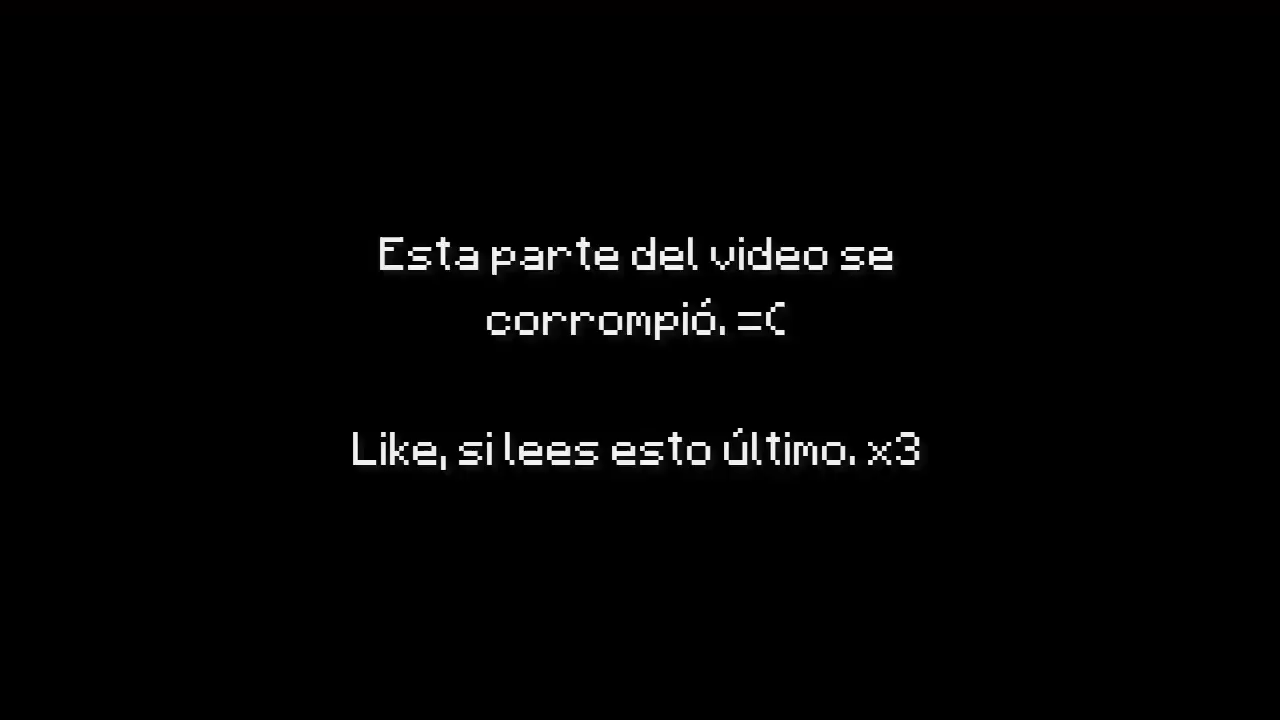 Esta parte del video se
corrompió. =(
Like, si lees esto último. x3